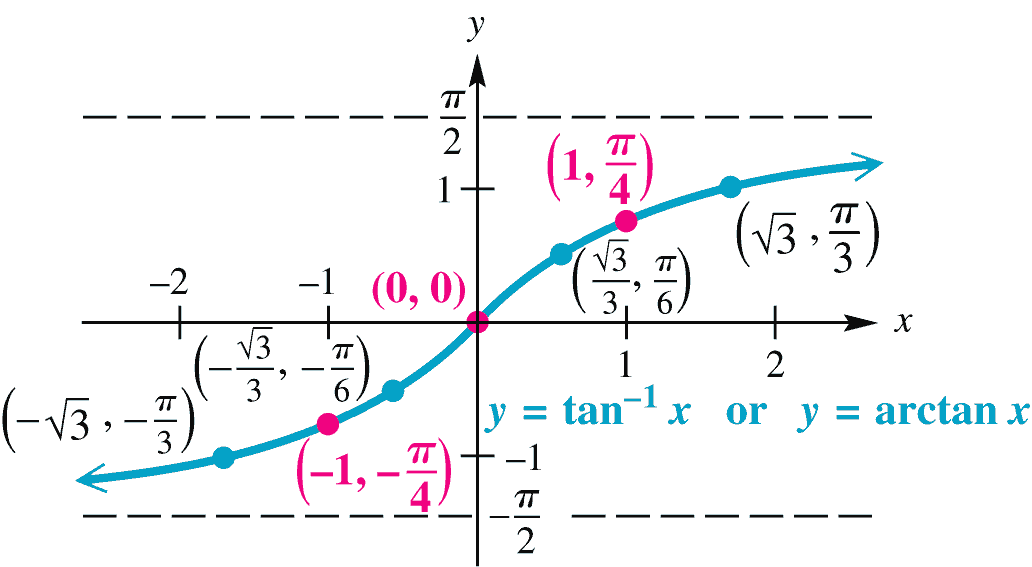 y
π/2
(1, π/4)
1
(√3, π/3)
(√3/3, π/6)
(0, 0)
–2
–1
x
1
2
(–√3/3, –π/6)
(–√3, –π/3)
y = tan⁻¹ x or y = arctan x
(–1, –π/4)
–1
–π/2